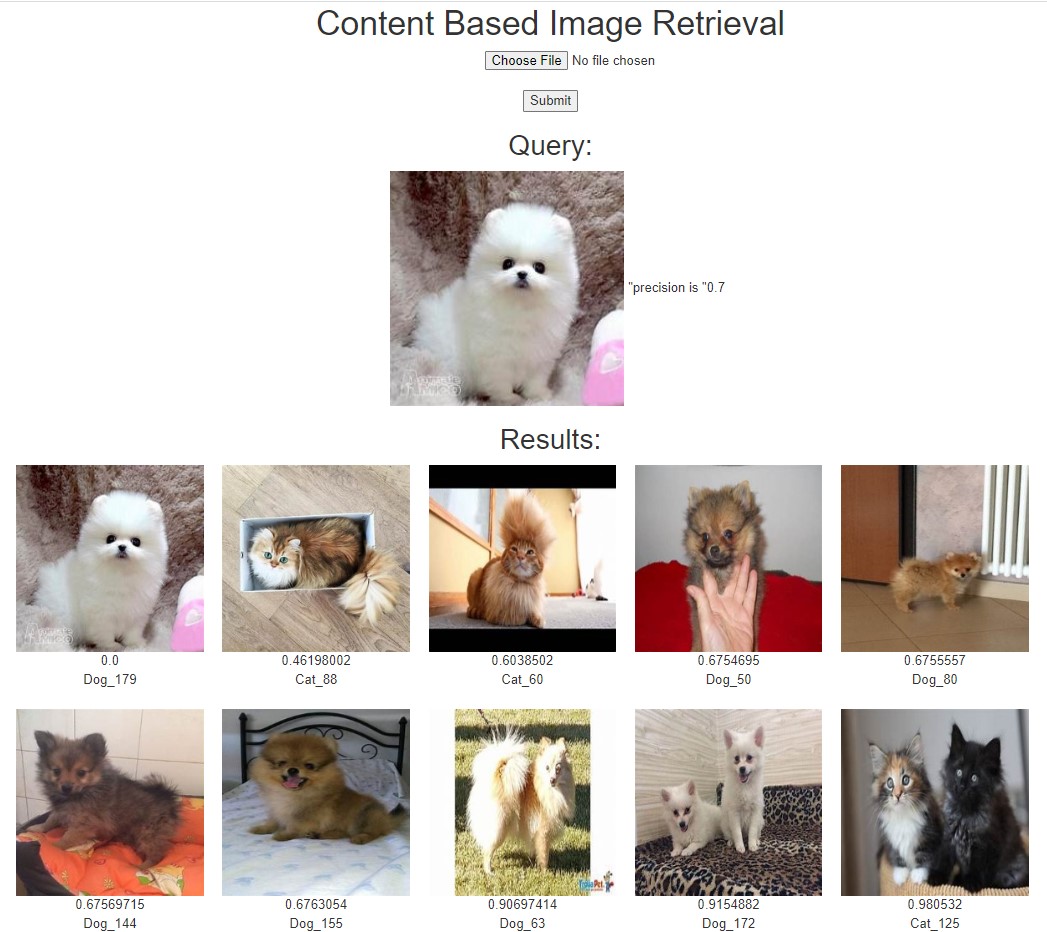 Content Based Image Retrieval
Choose File No file chosen
Submit
Query:
"precision is "0.7
Results:
0.0
Dog_179
0.46198002
Cat_88
0.6038502
Cat_60
0.6754695
Dog_50
0.6755557
Dog_80
0.67569715
Dog_144
0.6763054
Dog_155
0.90697414
Dog_63
0.9154882
Dog_172
0.980532
Cat_125